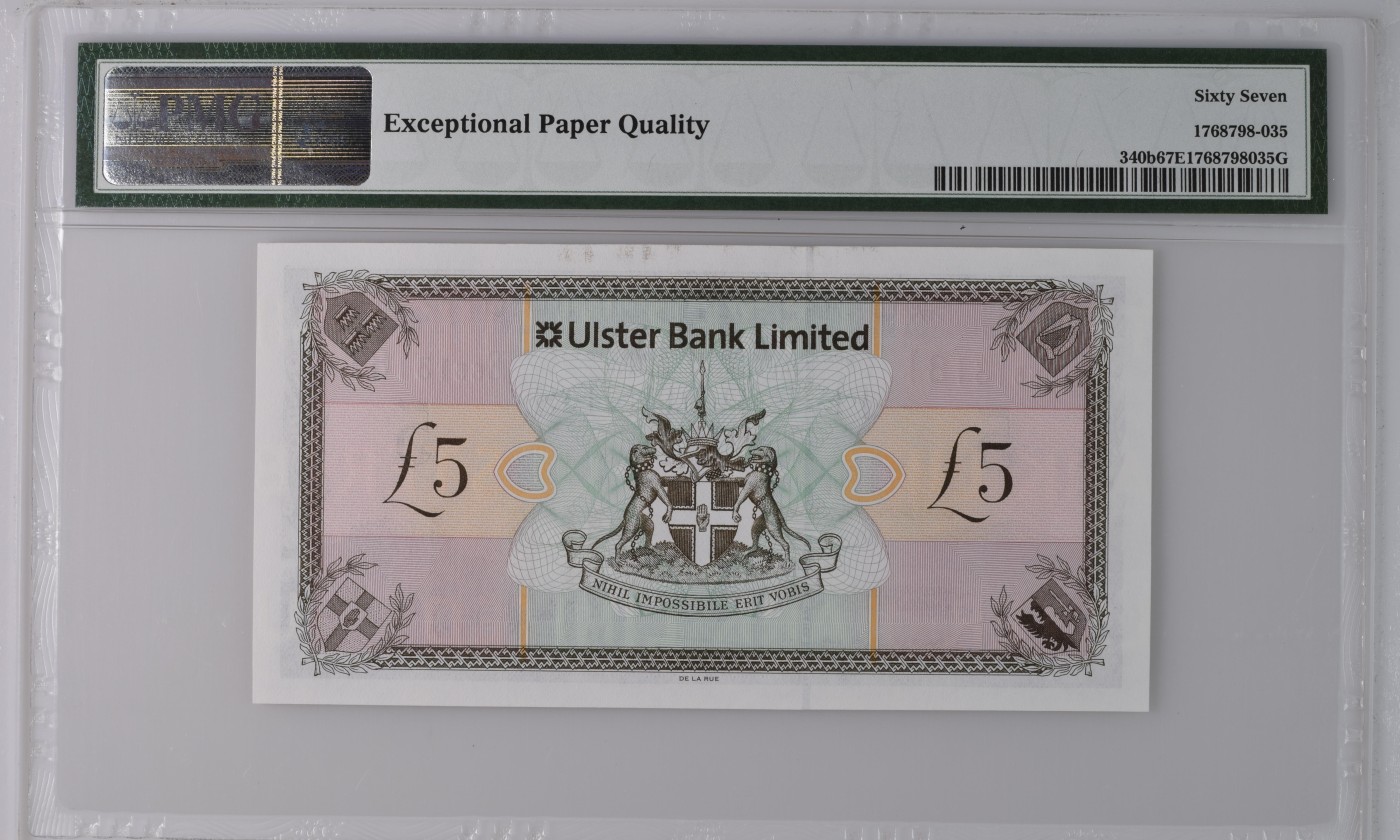 PMG
Exceptional Paper Quality
Sixty Seven
1768798-035
340b67E1768798035G
Ulster Bank Limited
£5
£5
NIHIL IMPOSSIBILE ERIT VOBIS
DE LA RUE